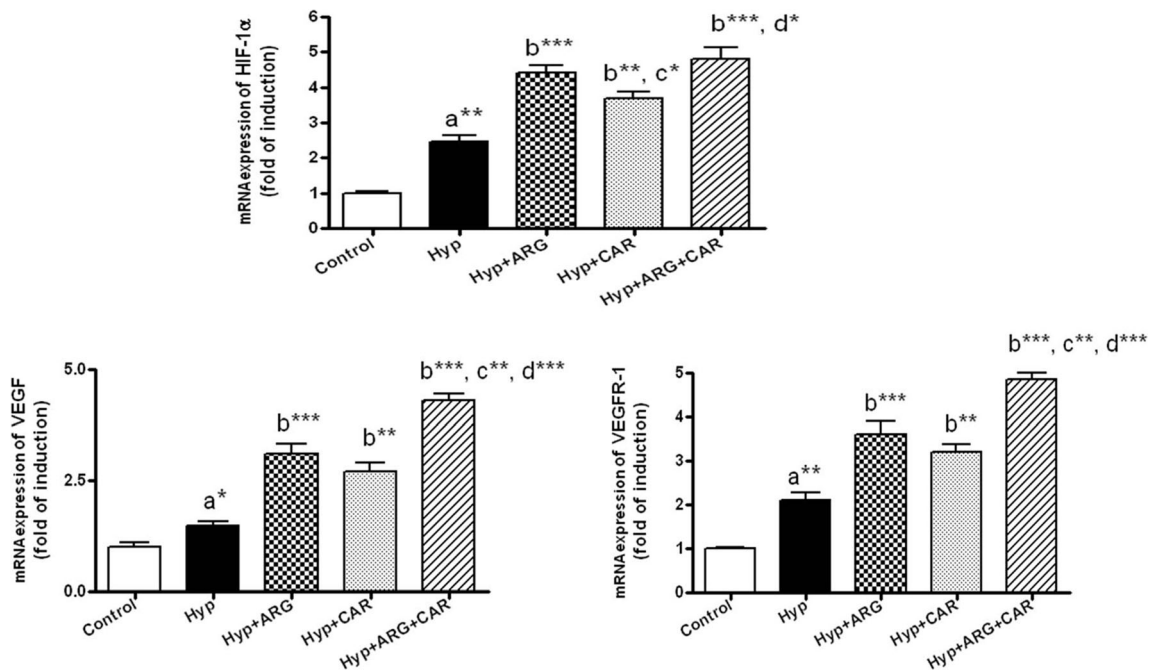 mRNA expression of HIF-1α
(fold of induction)
6
5
4
3
2
1
0
a**
b***
b**, c*
b***, d*
Control
Hyp
Hyp+ARG
Hyp+CAR
Hyp+ARG+CAR
mRNA expression of VEGF
(fold of induction)
5.0
2.5
0.0
a*
b***
b**
b***, c**, d***
Control
Hyp
Hyp+ARG
Hyp+CAR
Hyp+ARG+CAR
mRNA expression of VEGFR-1
(fold of induction)
5
4
3
2
1
0
a**
b***
b**
b***, c**, d***
Control
Hyp
Hyp+ARG
Hyp+CAR
Hyp+ARG+CAR